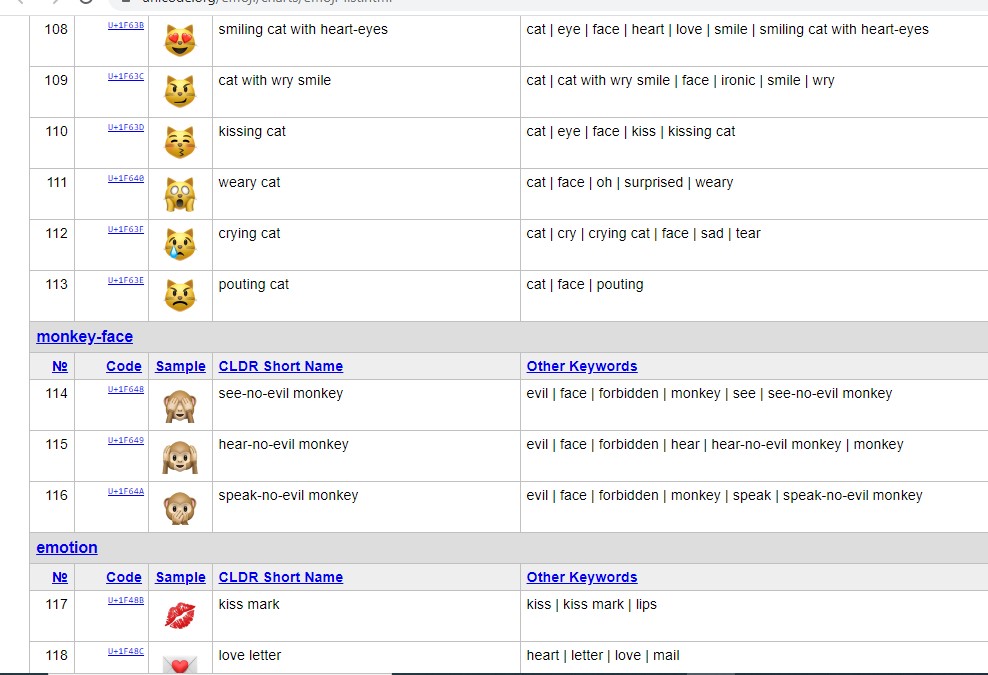 unicode.org/emoji/charts/emoji-list.html
108 U+1F63B smiling cat with heart-eyes cat | eye | face | heart | love | smile | smiling cat with heart-eyes
109 U+1F63C cat with wry smile cat | cat with wry smile | face | ironic | smile | wry
110 U+1F63D kissing cat cat | eye | face | kiss | kissing cat
111 U+1F640 weary cat cat | face | oh | surprised | weary
112 U+1F63F crying cat cat | cry | crying cat | face | sad | tear
113 U+1F63E pouting cat cat | face | pouting
monkey-face
№ Code Sample CLDR Short Name Other Keywords
114 U+1F648 see-no-evil monkey evil | face | forbidden | monkey | see | see-no-evil monkey
115 U+1F649 hear-no-evil monkey evil | face | forbidden | hear | hear-no-evil monkey | monkey
116 U+1F64A speak-no-evil monkey evil | face | forbidden | monkey | speak | speak-no-evil monkey
emotion
№ Code Sample CLDR Short Name Other Keywords
117 U+1F48B kiss mark kiss | kiss mark | lips
118 U+1F48C love letter heart | letter | love | mail